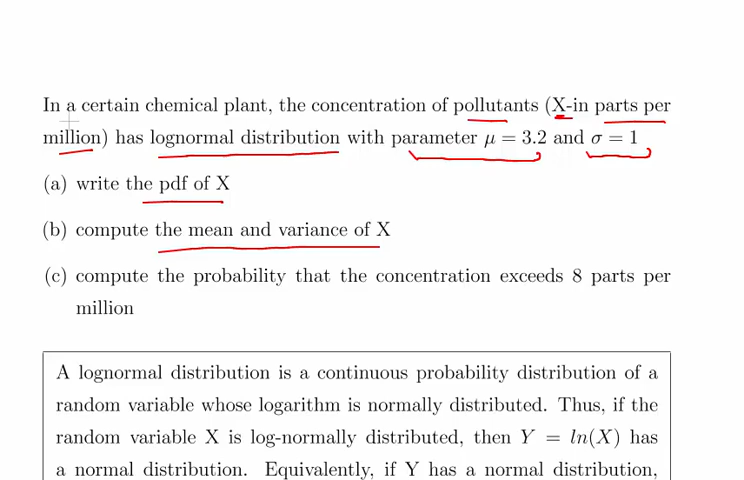 In a certain chemical plant, the concentration of pollutants (X-in parts per
million) has lognormal distribution with parameter μ = 3.2 and σ = 1
(a) write the pdf of X
(b) compute the mean and variance of X
(c) compute the probability that the concentration exceeds 8 parts per
million
A lognormal distribution is a continuous probability distribution of a
random variable whose logarithm is normally distributed. Thus, if the
random variable X is log-normally distributed, then Y = ln(X) has
a normal distribution. Equivalently, if Y has a normal distribution,